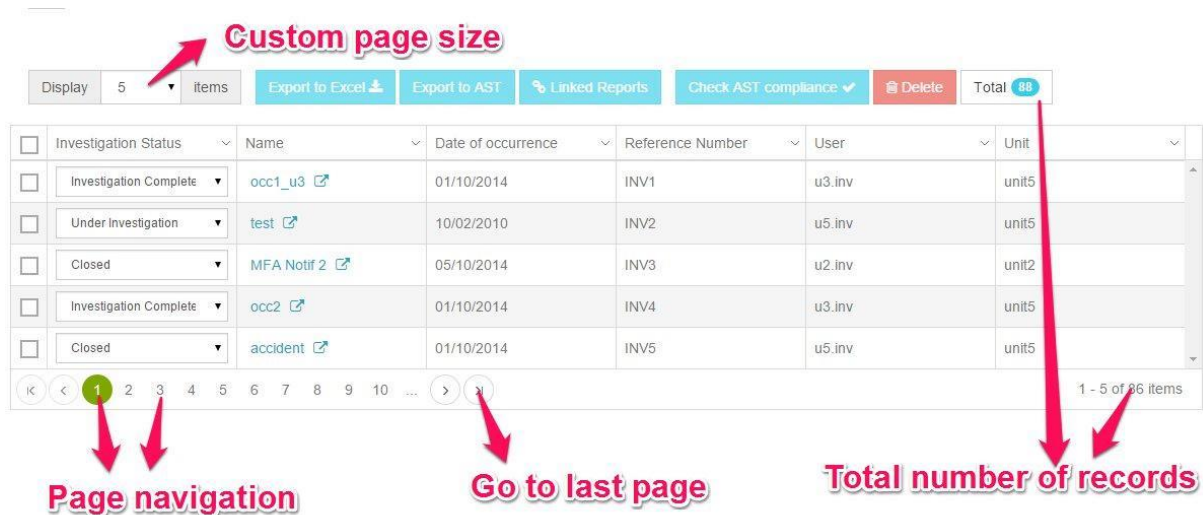 Custom page size
Display 5 items Export to Excel Export to AST Linked Reports Check AST compliance Delete Total 88
Investigation Status Name Date of occurrence Reference Number User Unit
Investigation Complete occ1_u3 01/10/2014 INV1 u3.inv unit5
Under Investigation test 10/02/2010 INV2 u5.inv unit5
Closed MFA Notif 2 05/10/2014 INV3 u2.inv unit2
Investigation Complete occ2 01/10/2014 INV4 u3.inv unit5
Closed accident 01/10/2014 INV5 u5.inv unit5
1 2 3 4 5 6 7 8 9 10 ... 1 - 5 of 86 items
Page navigation Go to last page Total number of records